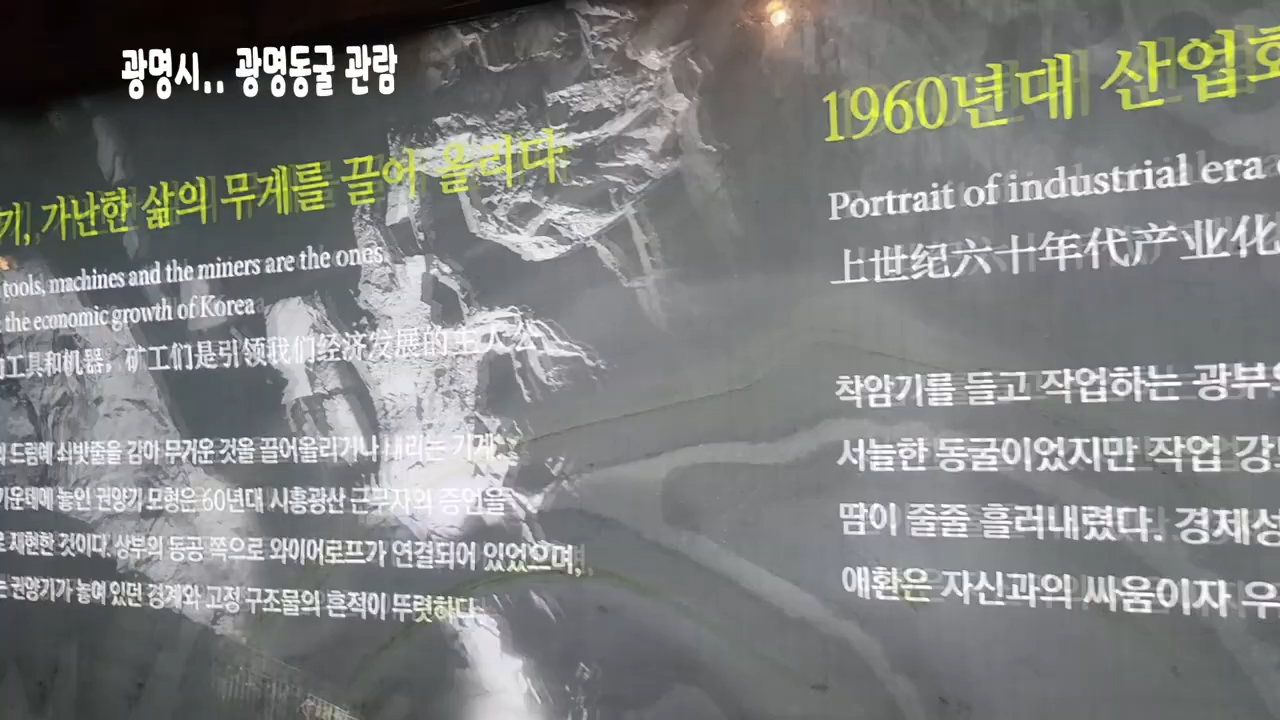 광명시.. 광명동굴 관람
기, 가난한 삶의 무게를 끌어 올리다
tools, machines and the miners are the ones
the economic growth of Korea
工具和机器，矿工们是引领我们经济发展的主人公
드럼에 쇠밧줄을 감아 무거운 것을 끌어올리거나 내리는 기계.
가운데에 놓인 권양기 모형은 60년대 시흥광산 근무자의 증언을
재현한 것이다. 상부의 동공 쪽으로 와이어로프가 연결되어 있었으며,
권양기가 놓여 있던 경계와 고정 구조물의 흔적이 뚜렷하다.
1960년대 산업화
Portrait of industrial era
上世纪六十年代产业化
착암기를 들고 작업하는 광부의
서늘한 동굴이었지만 작업 강
땀이 줄줄 흘러내렸다. 경제성
애환은 자신과의 싸움이자 우